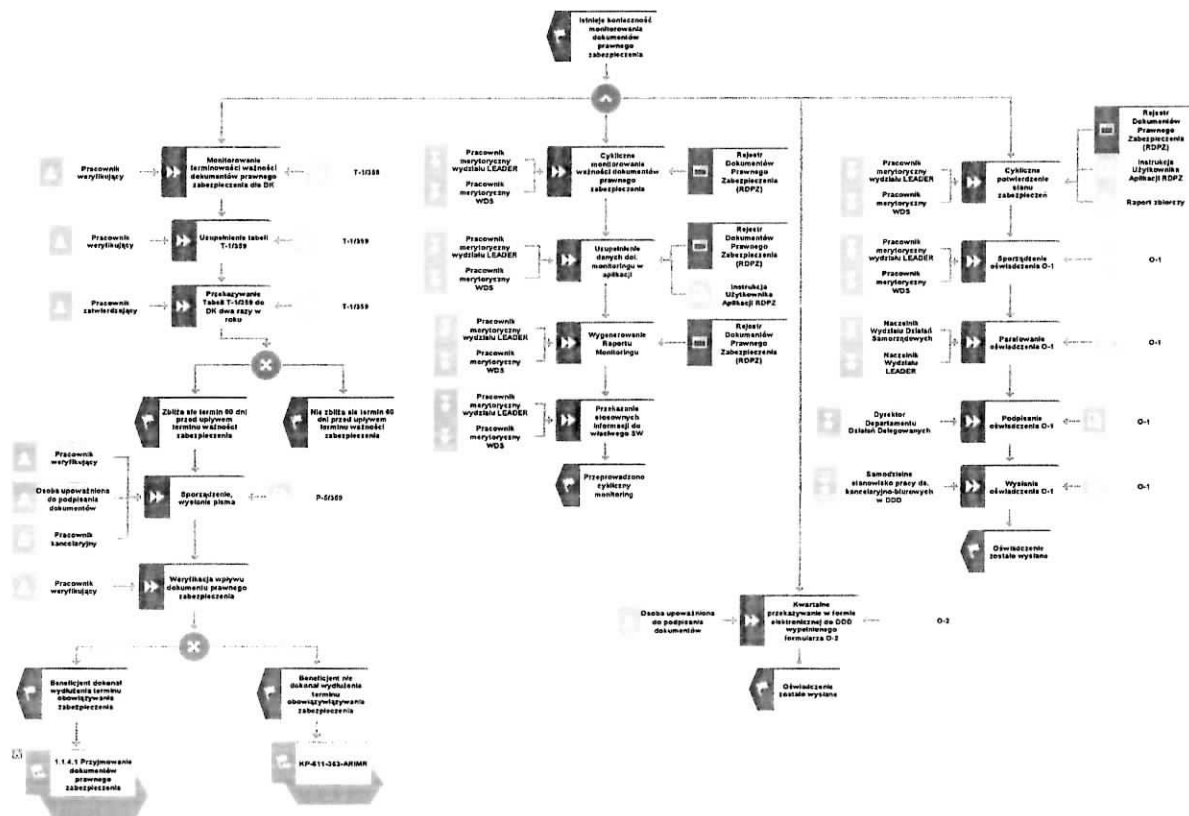 Istnieje konieczność
monitorowania
dokumentów
prawnego
zabezpieczenia
Pracownik
weryfikujący
Monitorowanie
terminowości ważności
dokumentów prawnego
zabezpieczenia dla DK
Pracownik
weryfikujący
Uzupełnienie tabeli
T-1/359
T-1/359
Pracownik
zatwierdzający
Przekazywanie
Tabeli T-1/359 do
DK dwa razy w
roku
T-1/359
Zbliża sie termin 60 dni
przed upływem
terminu ważności
zabezpieczenia
Nie zbliża sie termin 60
dni przed upływem
terminu ważności
zabezpieczenia
Pracownik
weryfikujący
Osoba upoważniona
do podpisania
dokumentów
Pracownik
kancelaryjny
Sporządzenie,
wysłanie pisma
P-5/359
Pracownik
weryfikujący
Weryfikacja wpływu
dokumentu prawnego
zabezpieczenia
Beneficjent dokonał
wydłużenia terminu
obowiązywania
zabezpieczenia
Beneficjent nie
dokonał wydłużenia
terminu
obowiązywania
zabezpieczenia
1.1.4.1 Przyjmowanie
dokumentów
prawnego
zabezpieczenia
KP-611-363-ARiMR
Pracownik
merytoryczny
wydziału LEADER
Pracownik
merytoryczny
WDS
Cykliczne
monitorowanie
ważności dokumentów
prawnego
zabezpieczenia
Rejestr
Dokumentów
Prawnego
Zabezpieczenia
(RDPZ)
Pracownik
merytoryczny
wydziału LEADER
Pracownik
merytoryczny
WDS
Uzupełnienie
danych dot.
monitoringu w
aplikacji
Rejestr
Dokumentów
Prawnego
Zabezpieczenia
(RDPZ)
Instrukcja
Użytkownika
Aplikacji RDPZ
Pracownik
merytoryczny
wydziału LEADER
Pracownik
merytoryczny
WDS
Wygenerowanie
Raportu
Monitoringu
Rejestr
Dokumentów
Prawnego
Zabezpieczenia
(RDPZ)
Pracownik
merytoryczny
wydziału LEADER
Pracownik
merytoryczny
WDS
Przekazanie
stosownych
informacji do
właściwego SW
Przeprowadzono
cykliczny
monitoring
Osoba upoważniona
do podpisania
dokumentów
Kwartalne
przekazywanie w formie
elektronicznej do DDD
wypełnionego
formularza O-2
O-2
Oświadczenie
zostało wysłane
Pracownik
merytoryczny
wydziału LEADER
Pracownik
merytoryczny
WDS
Cykliczne
potwierdzenie
stanu
zabezpieczeń
Rejestr
Dokumentów
Prawnego
Zabezpieczenia
(RDPZ)
Instrukcja
Użytkownika
Aplikacji RDPZ
Raport zbiorczy
Pracownik
merytoryczny
wydziału LEADER
Pracownik
merytoryczny
WDS
Sporządzenie
oświadczenia O-1
O-1
Naczelnik
Wydziału Działań
Samorządowych
Naczelnik
Wydziału
LEADER
Parafowanie
oświadczenia O-1
O-1
Dyrektor
Departamentu
Działań Delegowanych
Podpisanie
oświadczenia O-1
O-1
Samodzielne
stanowisko pracy ds.
kancelaryjno-biurowych
w DDD
Wysłanie
oświadczenia O-1
O-1
Oświadczenie
zostało wysłane